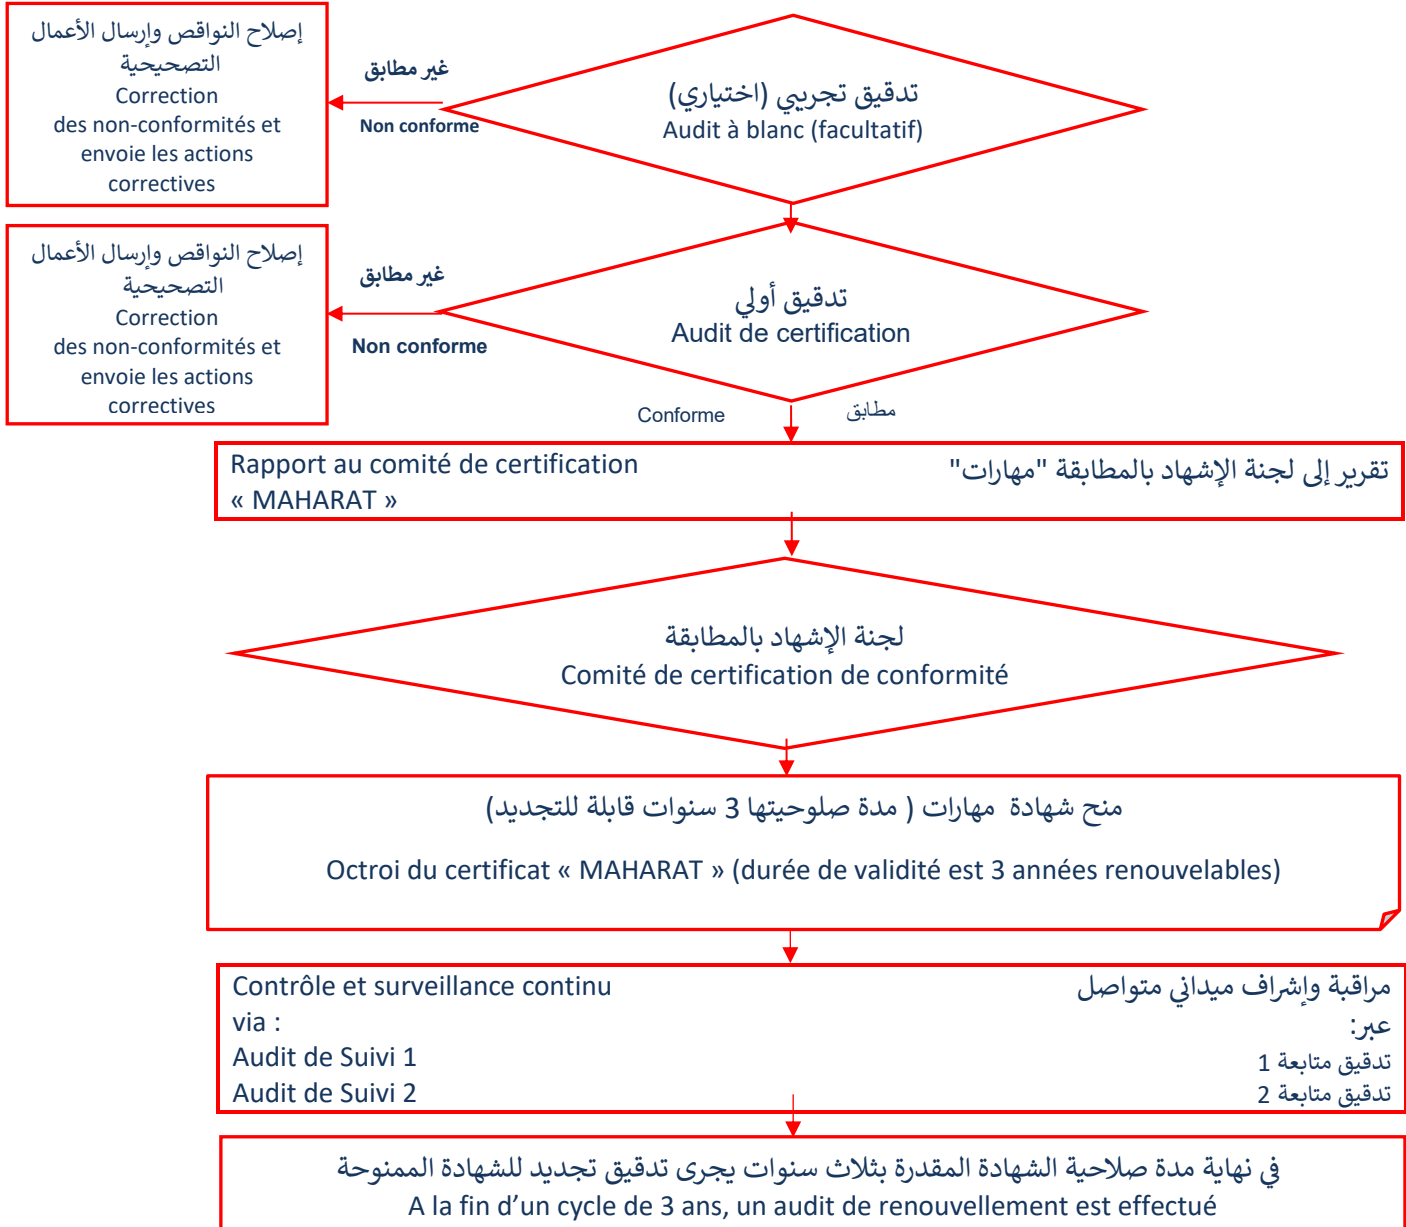 إصلاح النواقص وإرسال الأعمال
التصحيحية
Correction
des non-conformités et
envoie les actions
correctives
غير مطابق
Non conforme
تدقيق تجريبي (اختياري)
Audit à blanc (facultatif)
إصلاح النواقص وإرسال الأعمال
التصحيحية
Correction
des non-conformités et
envoie les actions
correctives
غير مطابق
Non conforme
تدقيق أولي
Audit de certification
Conforme
مطابق
Rapport au comité de certification
« MAHARAT »
تقرير إلى لجنة الإشهاد بالمطابقة "مهارات"
لجنة الإشهاد بالمطابقة
Comité de certification de conformité
منح شهادة مهارات ( مدة صلوحيتها 3 سنوات قابلة للتجديد)
Octroi du certificat « MAHARAT » (durée de validité est 3 années renouvelables)
Contrôle et surveillance continu
via :
Audit de Suivi 1
Audit de Suivi 2
مراقبة وإشراف ميداني متواصل
عبر:
تدقيق متابعة 1
تدقيق متابعة 2
في نهاية مدة صلاحية الشهادة المقدرة بثلاث سنوات يجرى تدقيق تجديد للشهادة الممنوحة
A la fin d’un cycle de 3 ans, un audit de renouvellement est effectué